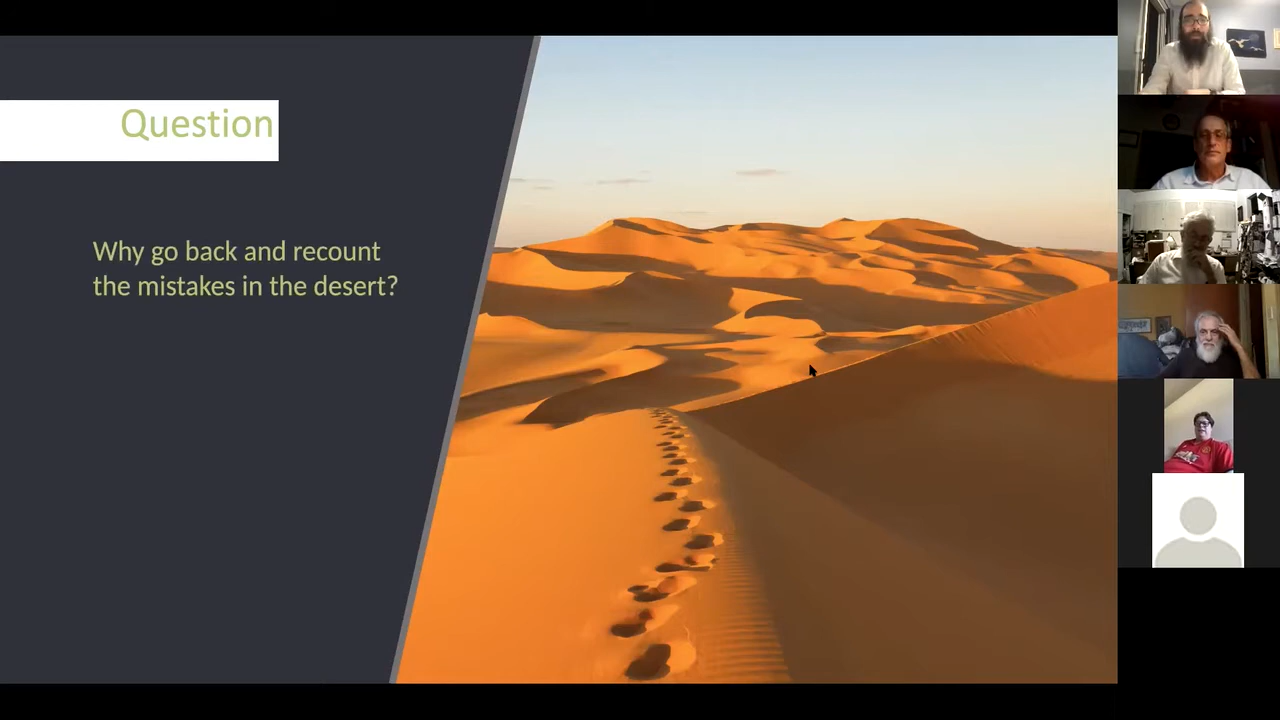 Question
Why go back and recount
the mistakes in the desert?